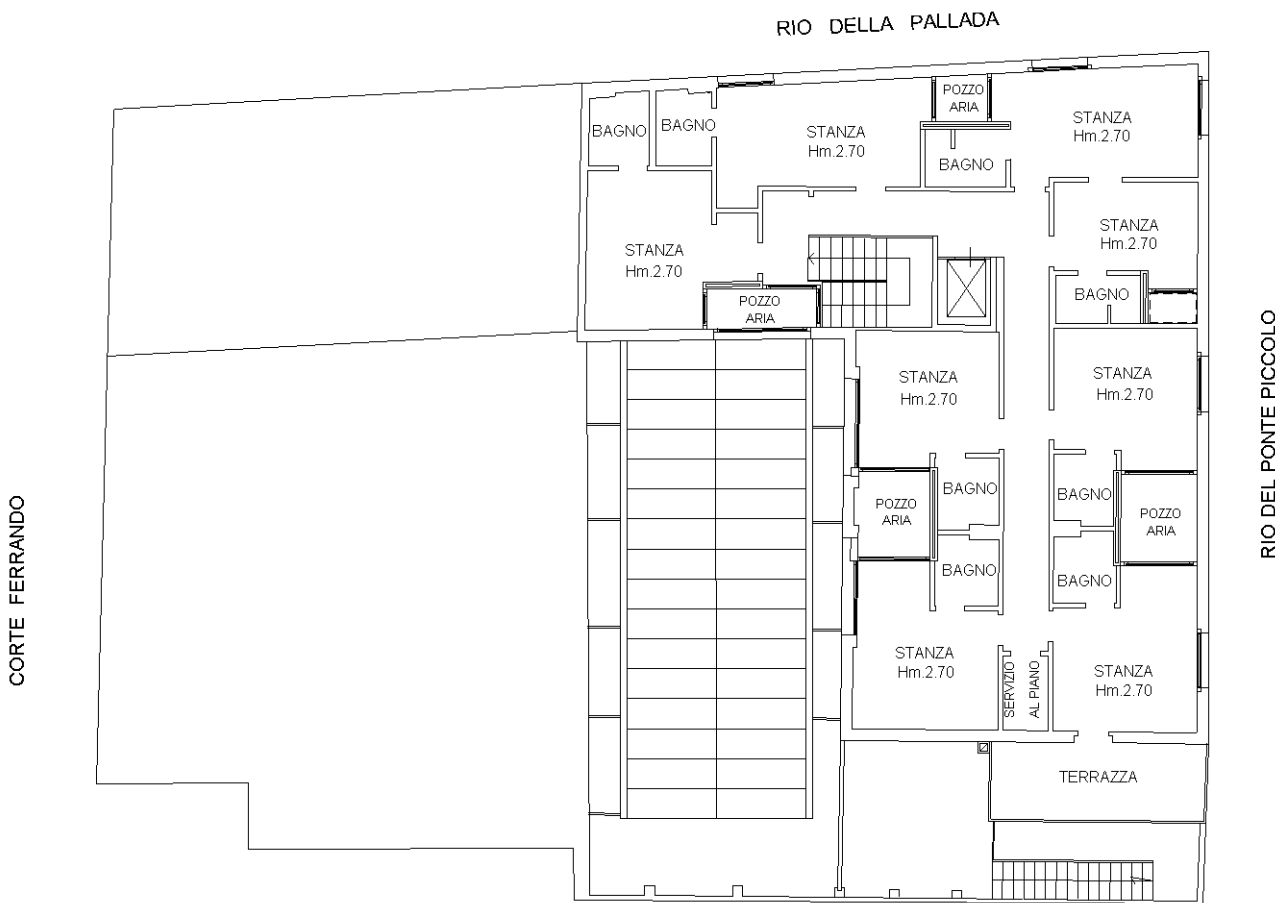 RIO DELLA PALLADA
POZZO
ARIA
STANZA
Hm.2.70
BAGNO
BAGNO
STANZA
Hm.2.70
BAGNO
STANZA
Hm.2.70
STANZA
Hm.2.70
BAGNO
POZZO
ARIA
RIO DEL PONTE PICCOLO
STANZA
Hm.2.70
STANZA
Hm.2.70
BAGNO
BAGNO
POZZO
ARIA
POZZO
ARIA
CORTE FERRANDO
BAGNO
BAGNO
STANZA
Hm.2.70
SERVIZIO
AL PIANO
STANZA
Hm.2.70
TERRAZZA